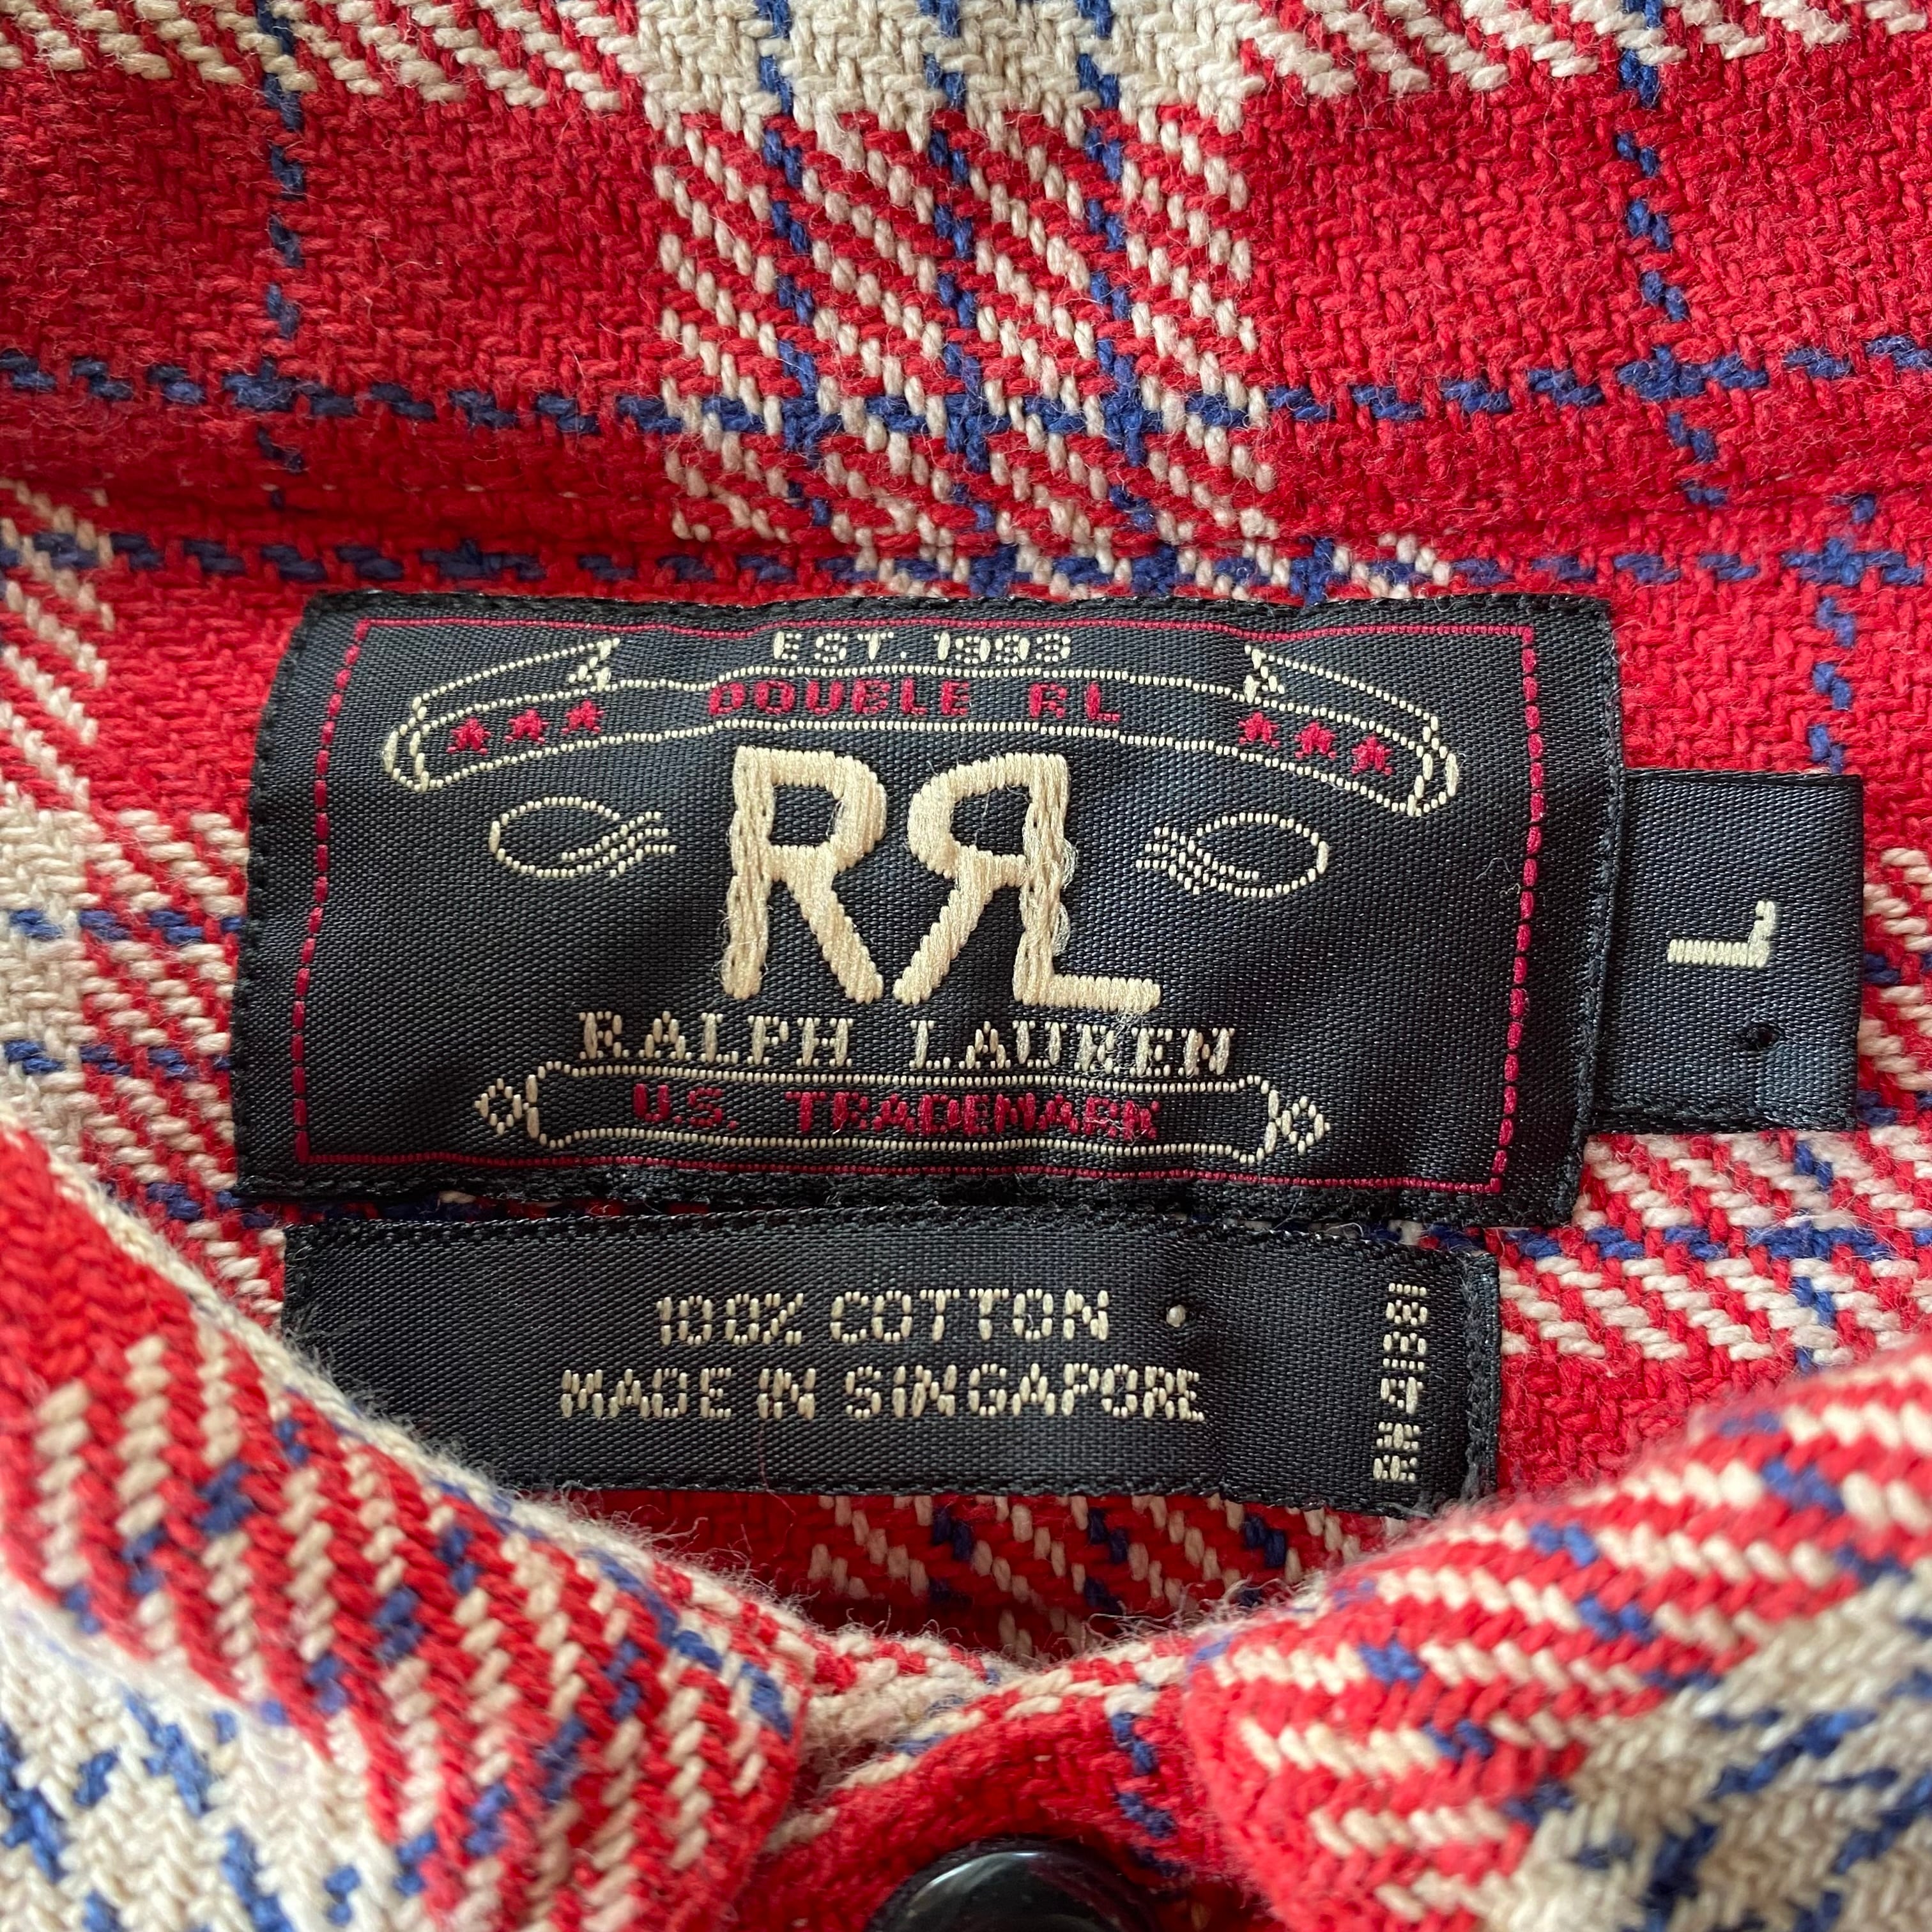 EST. 1993
DOUBLE RL
RRL
RALPH LAUREN
U.S. TRADEMARK
L
100% COTTON
MADE IN SINGAPORE
RN 41381